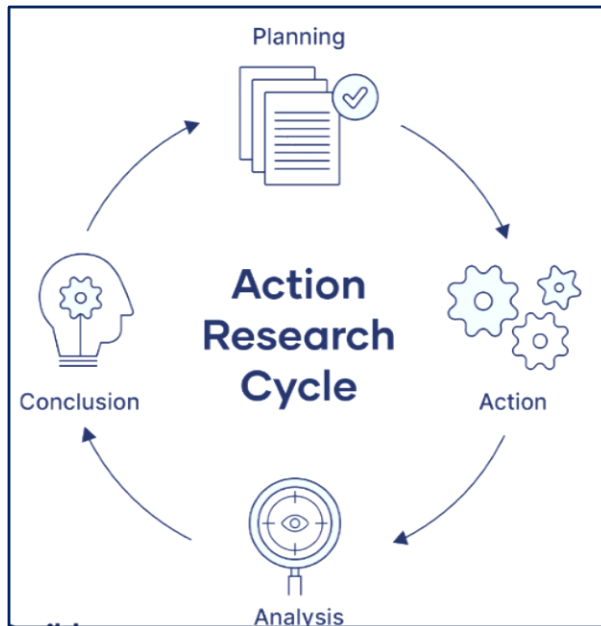 Planning
Action
Research
Cycle
Conclusion
Action
Analysis